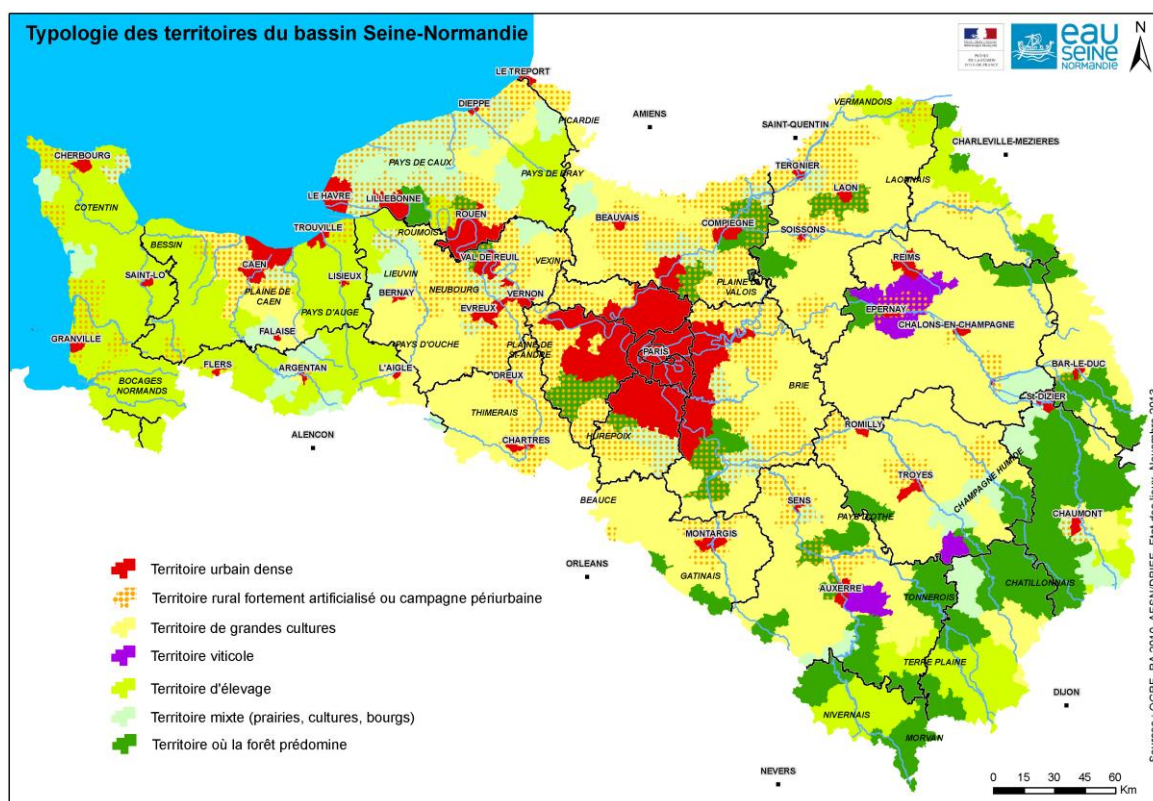 Typologie des territoires du bassin Seine-Normandie
eau
SEINE
NORMANDIE
N
LE TREPORT
DIEPPE
PICARDIE
AMIENS
VERMANDOIS
SAINT-QUENTIN
CHARLEVILLE-MEZIERES
CHERBOURG
PAYS DE CAUX
PAYS DE BRAY
TERGNIER
LAON
LAONNAIS
COTENTIN
LE HAVRE
LILLEBONNE
ROUEN
BEAUVAIS
COMPIEGNE
SOISSONS
TROUVILLE
ROUMOIS
BESSIN
CAEN
VAL DE REUIL
VEXIN
REIMS
SAINT-LO
LISIEUX
LIEUVIN
NEUBOURG
PLAINE DU
VALOIS
PLAINE DE
CAEN
BERNAY
VERNON
EVREUX
EPERNAY
PAYS D'AUGE
CHALONS-EN-CHAMPAGNE
GRANVILLE
FALAISE
PAYS D'OUCHE
PLAINE DE
ST-ANDRE
PARIS
FLERS
ARGENTAN
L'AIGLE
DREUX
BRIE
BAR-LE-DUC
BOCAGES
NORMANDS
ST-DIZIER
THIMERAIS
HUREPOIX
ROMILLY
ALENCON
CHARTRES
TROYES
CHAMPAGNE HUMIDE
BEAUCE
SENS
PAYS D'OTHE
CHAUMONT
MONTARGIS
ORLEANS
GATINAIS
AUXERRE
TONNEROIS
CHATILLONNAIS
TERRE PLAINE
DIJON
NIVERNAIS
MORVAN
NEVERS
Territoire urbain dense
Territoire rural fortement artificialisé ou campagne périurbaine
Territoire de grandes cultures
Territoire viticole
Territoire d'élevage
Territoire mixte (prairies, cultures, bourgs)
Territoire où la forêt prédomine
0 15 30 45 60
Km